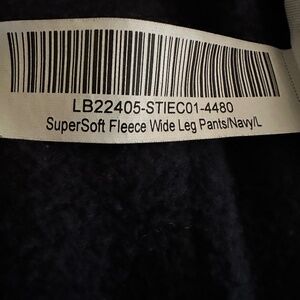 LB22405-STIEC01-4480
SuperSoft Fleece Wide Leg Pants/Navy/L